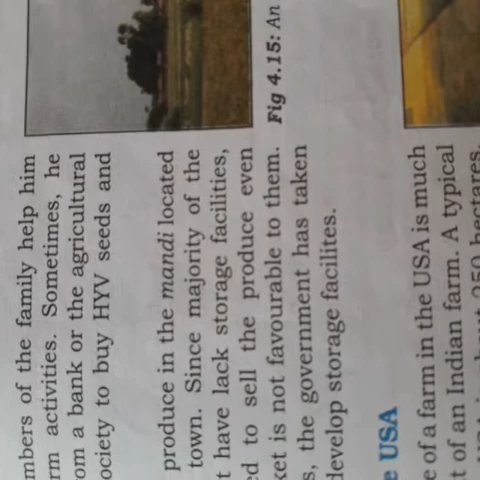 mbers of the family help him
rm activities. Sometimes, he
om a bank or the agricultural
ociety to buy HYV seeds and
produce in the mandi located
town. Since majority of the
t have lack storage facilities,
ed to sell the produce even
ket is not favourable to them.
s, the government has taken
develop storage facilites.
Fig 4.15: An
e USA
e of a farm in the USA is much
t of an Indian farm. A typical
USA is about 250 hectares.